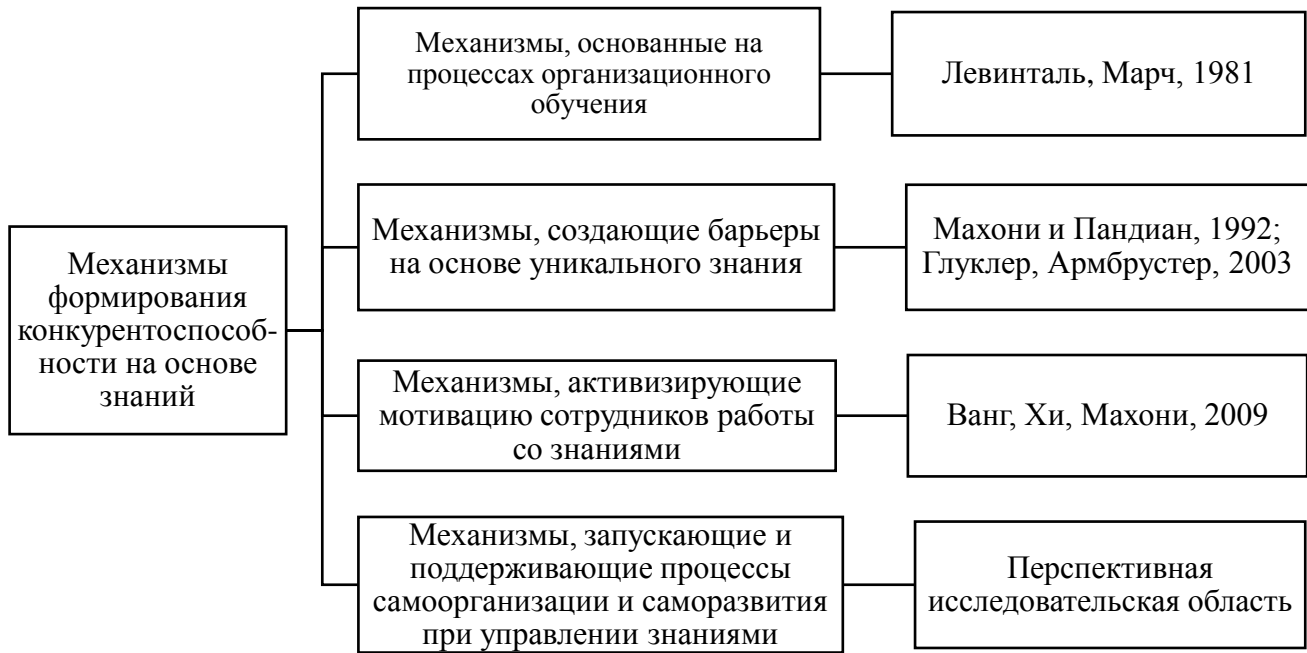 Механизмы
формирования
конкурентоспособ-
ности на основе
знаний
Механизмы, основанные на
процессах организационного
обучения
Левинталь, Марч, 1981
Механизмы, создающие барьеры
на основе уникального знания
Махони и Пандиан, 1992;
Глуклер, Армбрустер, 2003
Механизмы, активизирующие
мотивацию сотрудников работы
со знаниями
Ванг, Хи, Махони, 2009
Механизмы, запускающие и
поддерживающие процессы
самоорганизации и саморазвития
при управлении знаниями
Перспективная
исследовательская область